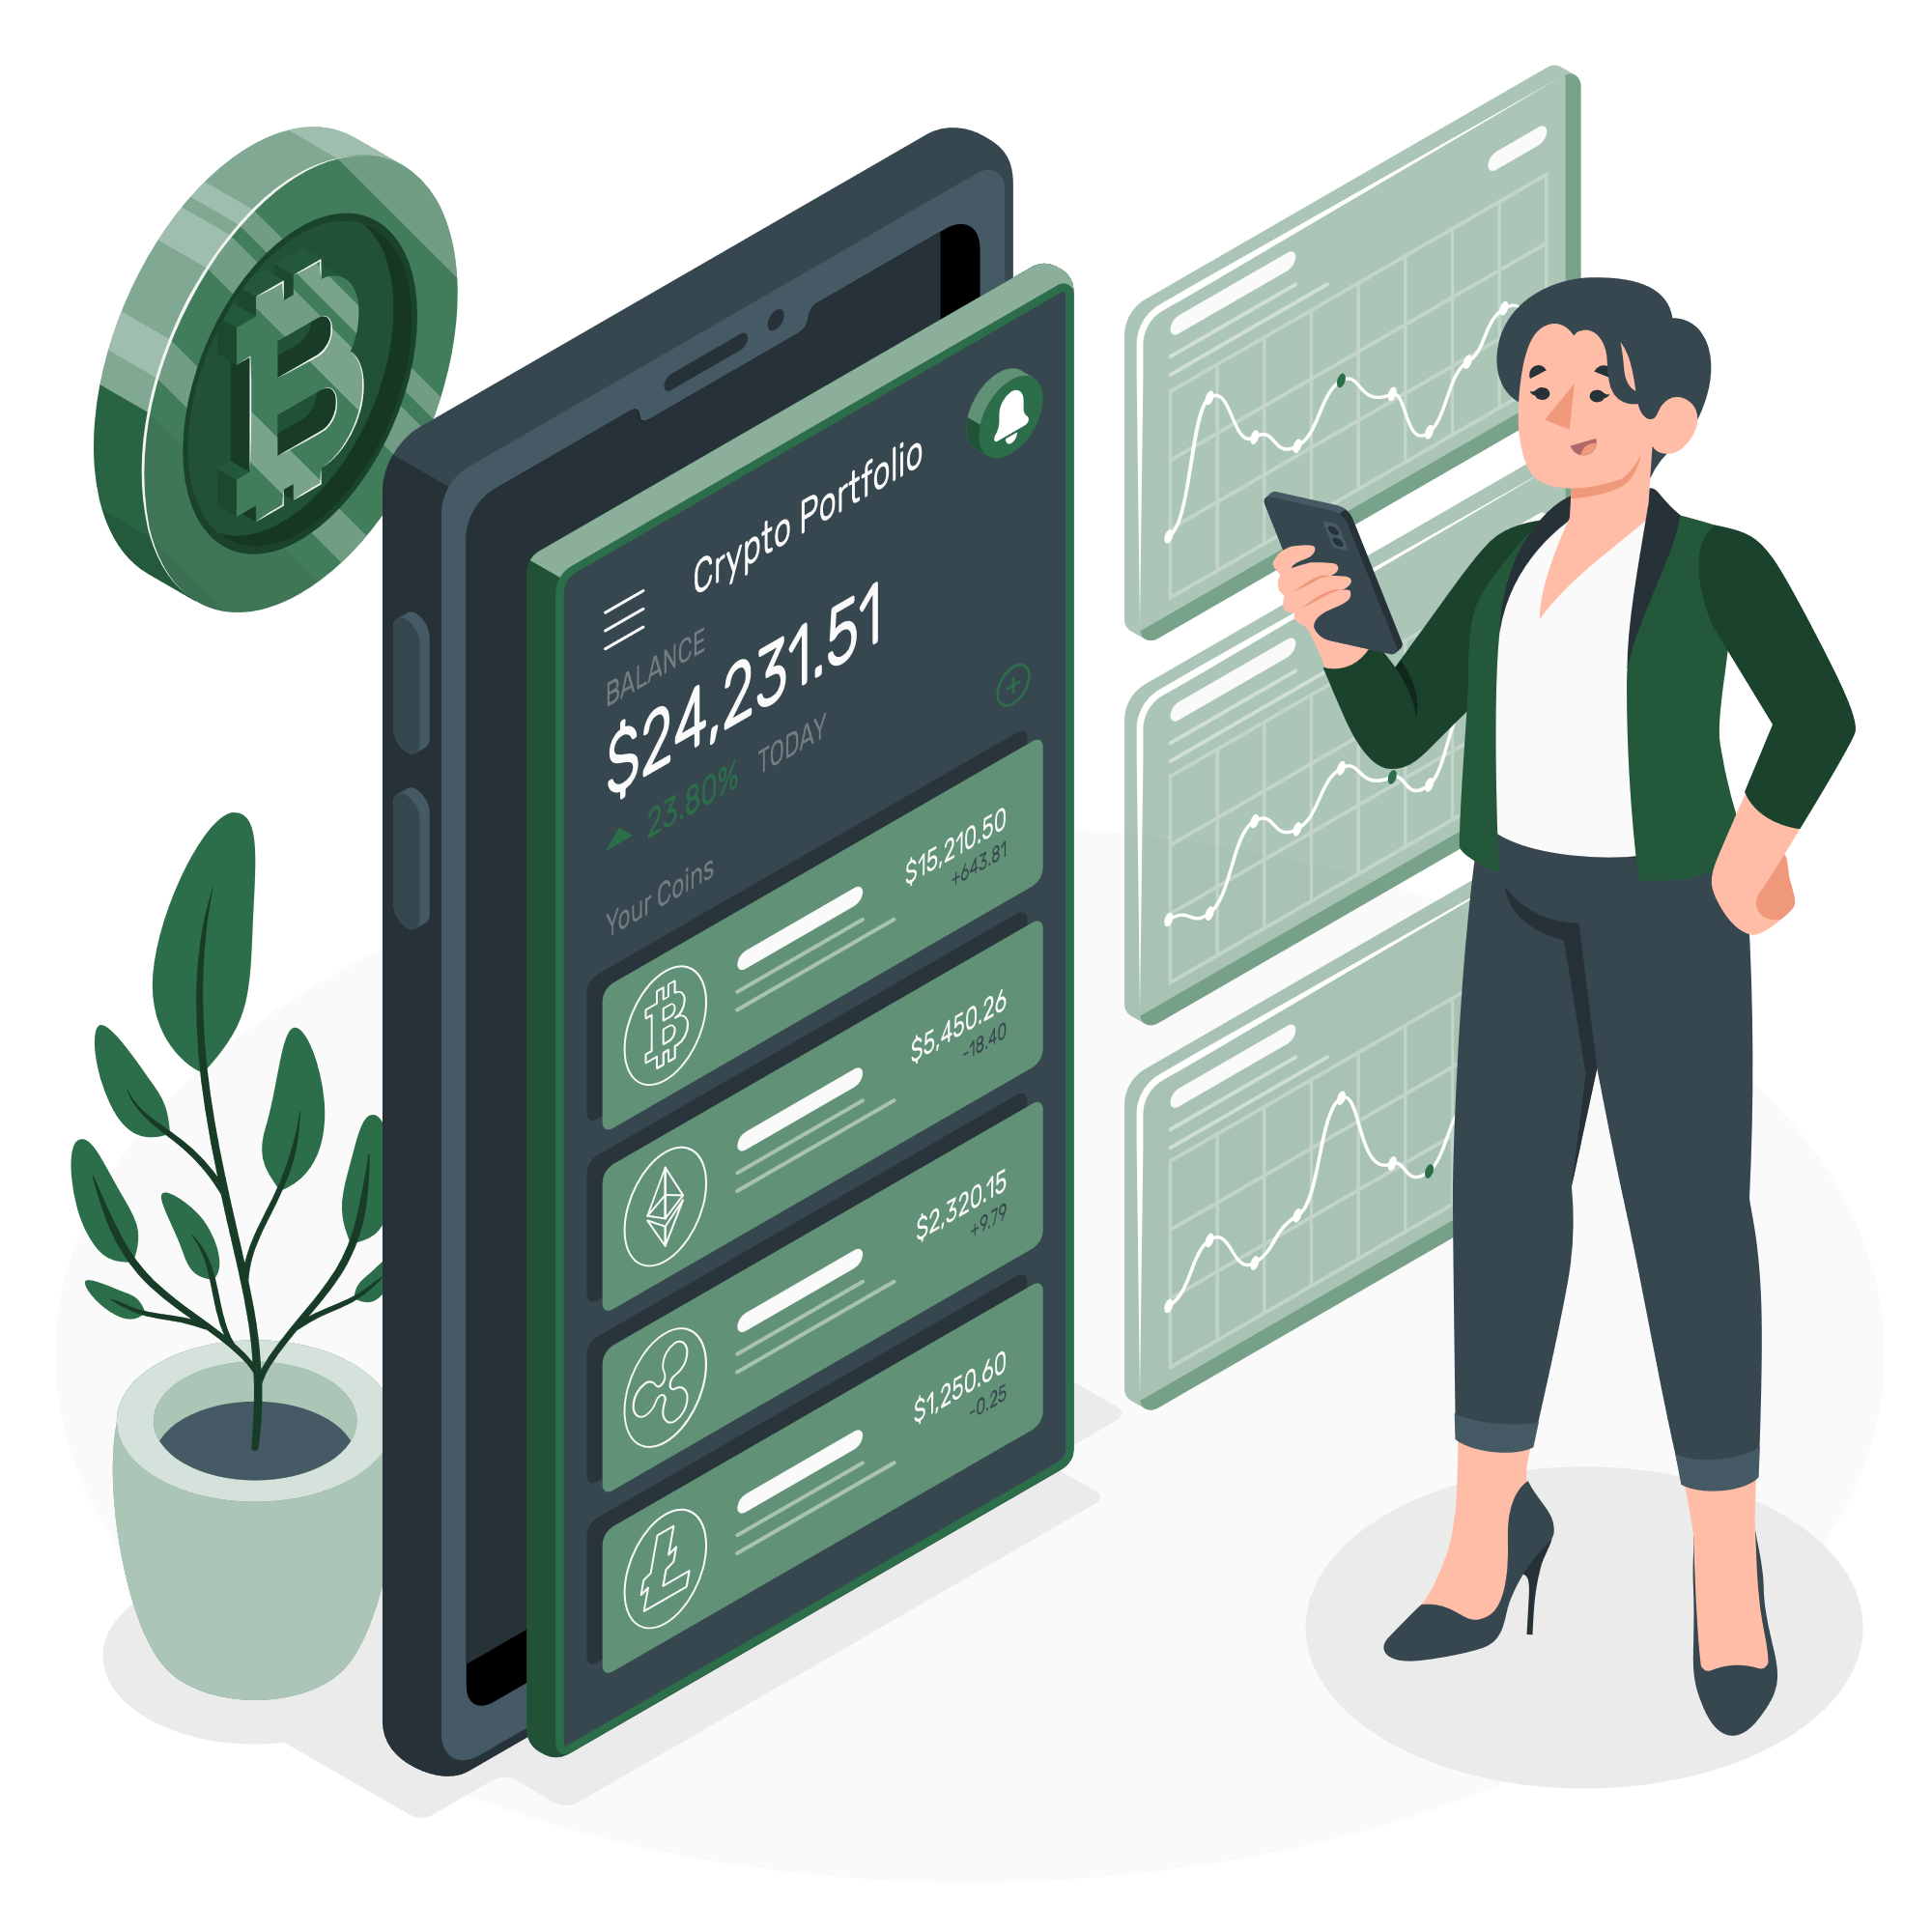 Crypto Portfolio
BALANCE
$24,231.51
23.80% TODAY
Your Coins
$15,210.50
+643.81
$5,450.26
-18.40
$2,320.15
+9.79
$1,250.60
-0.25